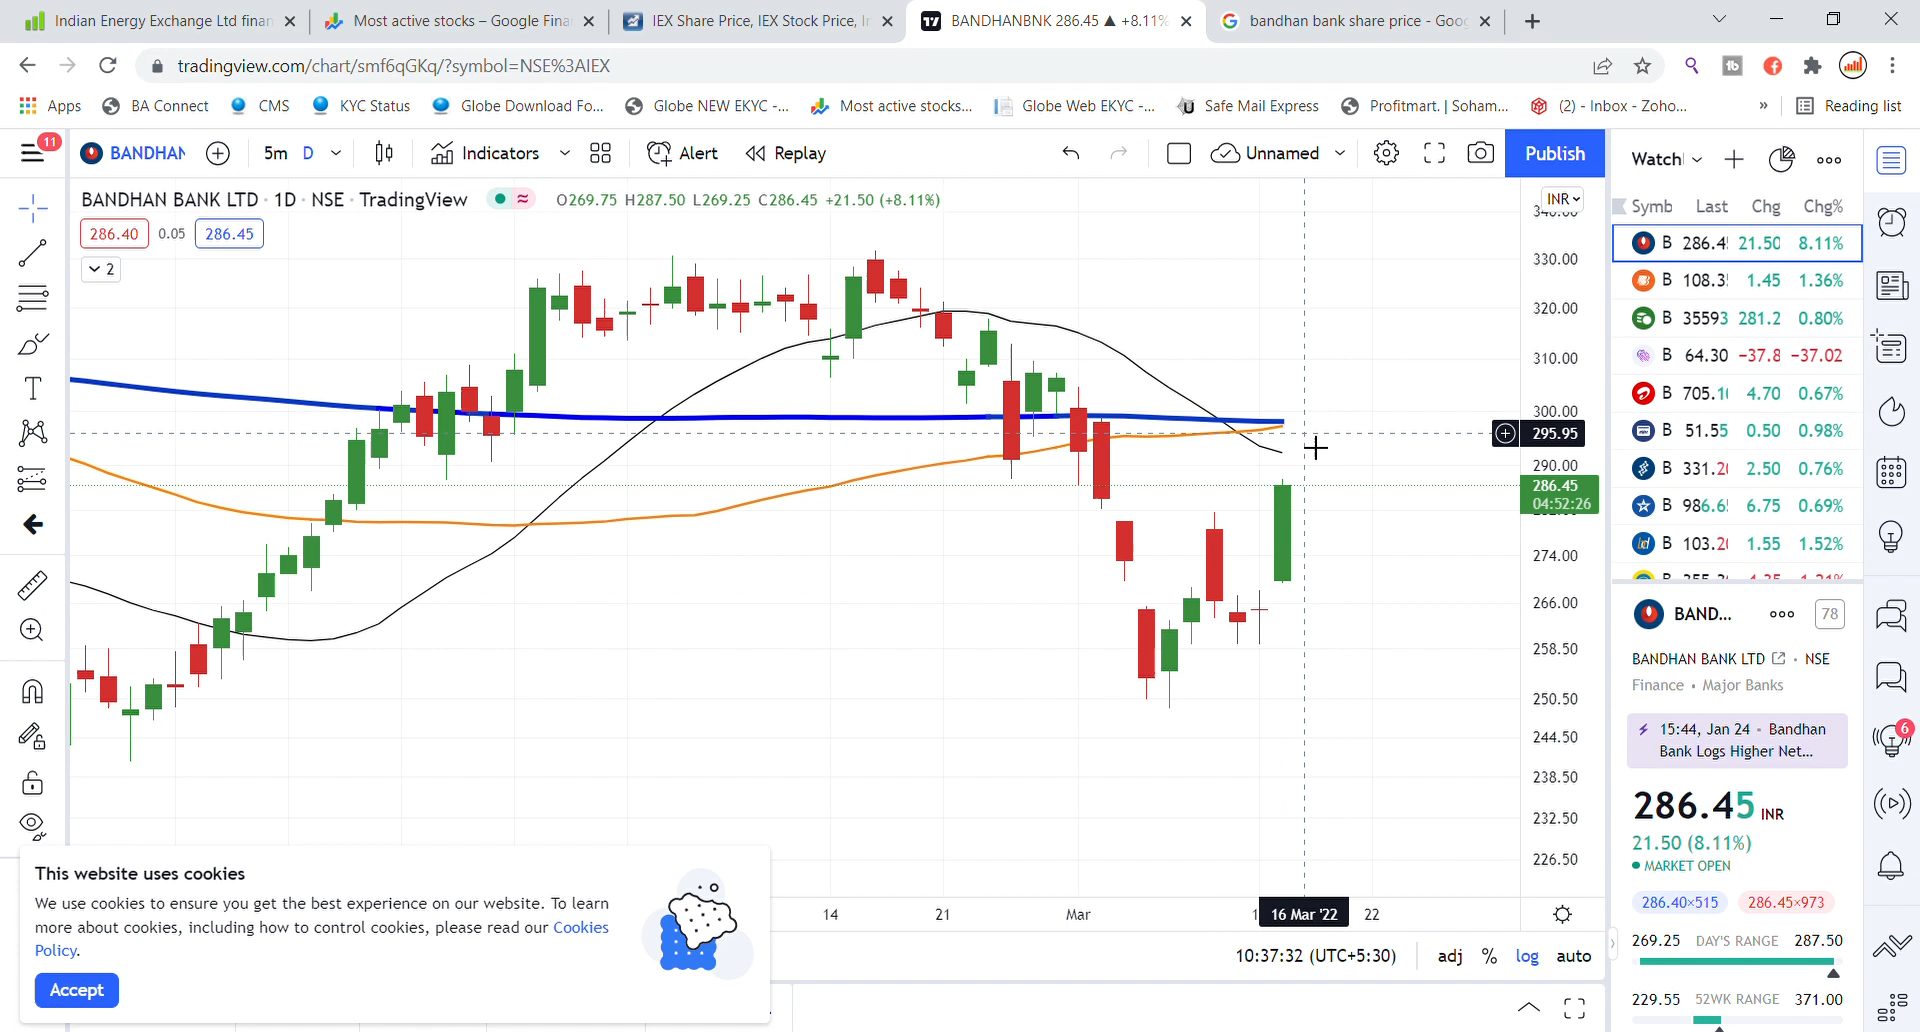 Indian Energy Exchange Ltd finan
Most active stocks – Google Fina
IEX Share Price, IEX Stock Price, I
BANDHANBNK 286.45 ▲ +8.11%
bandhan bank share price - Goo
tradingview.com/chart/smf6qGKq/?symbol=NSE%3AIEX
Apps
BA Connect
CMS
KYC Status
Globe Download Fo...
Globe NEW EKYC -...
Most active stocks...
Globe Web EKYC -...
Safe Mail Express
Profitmart. | Soham...
(2) - Inbox - Zoho...
»
Reading list
11
BANDHAN
5m
D
Indicators
Alert
Replay
Unnamed
Publish
BANDHAN BANK LTD · 1D · NSE · TradingView
O269.75 H287.50 L269.25 C286.45 +21.50 (+8.11%)
286.40
0.05
286.45
2
INR
340.00
330.00
320.00
310.00
300.00
295.95
290.00
286.45
04:52:26
274.00
266.00
258.50
250.50
244.50
238.50
232.50
226.50
14
21
Mar
16 Mar '22
22
10:37:32 (UTC+5:30)
adj
%
log
auto
This website uses cookies
We use cookies to ensure you get the best experience on our website. To learn
more about cookies, including how to control cookies, please read our Cookies
Policy.
Accept
Watch
Symb Last Chg Chg%
B 286.4 21.50 8.11%
B 108.3 1.45 1.36%
B 35593 281.2 0.80%
B 64.30 −37.8 −37.02
B 705.10 4.70 0.67%
B 51.55 0.50 0.98%
B 331.20 2.50 0.76%
B 986.6 6.75 0.69%
B 103.20 1.55 1.52%
BAND...
78
BANDHAN BANK LTD · NSE
Finance • Major Banks
15:44, Jan 24 • Bandhan
Bank Logs Higher Net...
286.45 INR
21.50 (8.11%)
MARKET OPEN
286.40×515
286.45×973
269.25 DAY'S RANGE 287.50
229.55 52WK RANGE 371.00
6